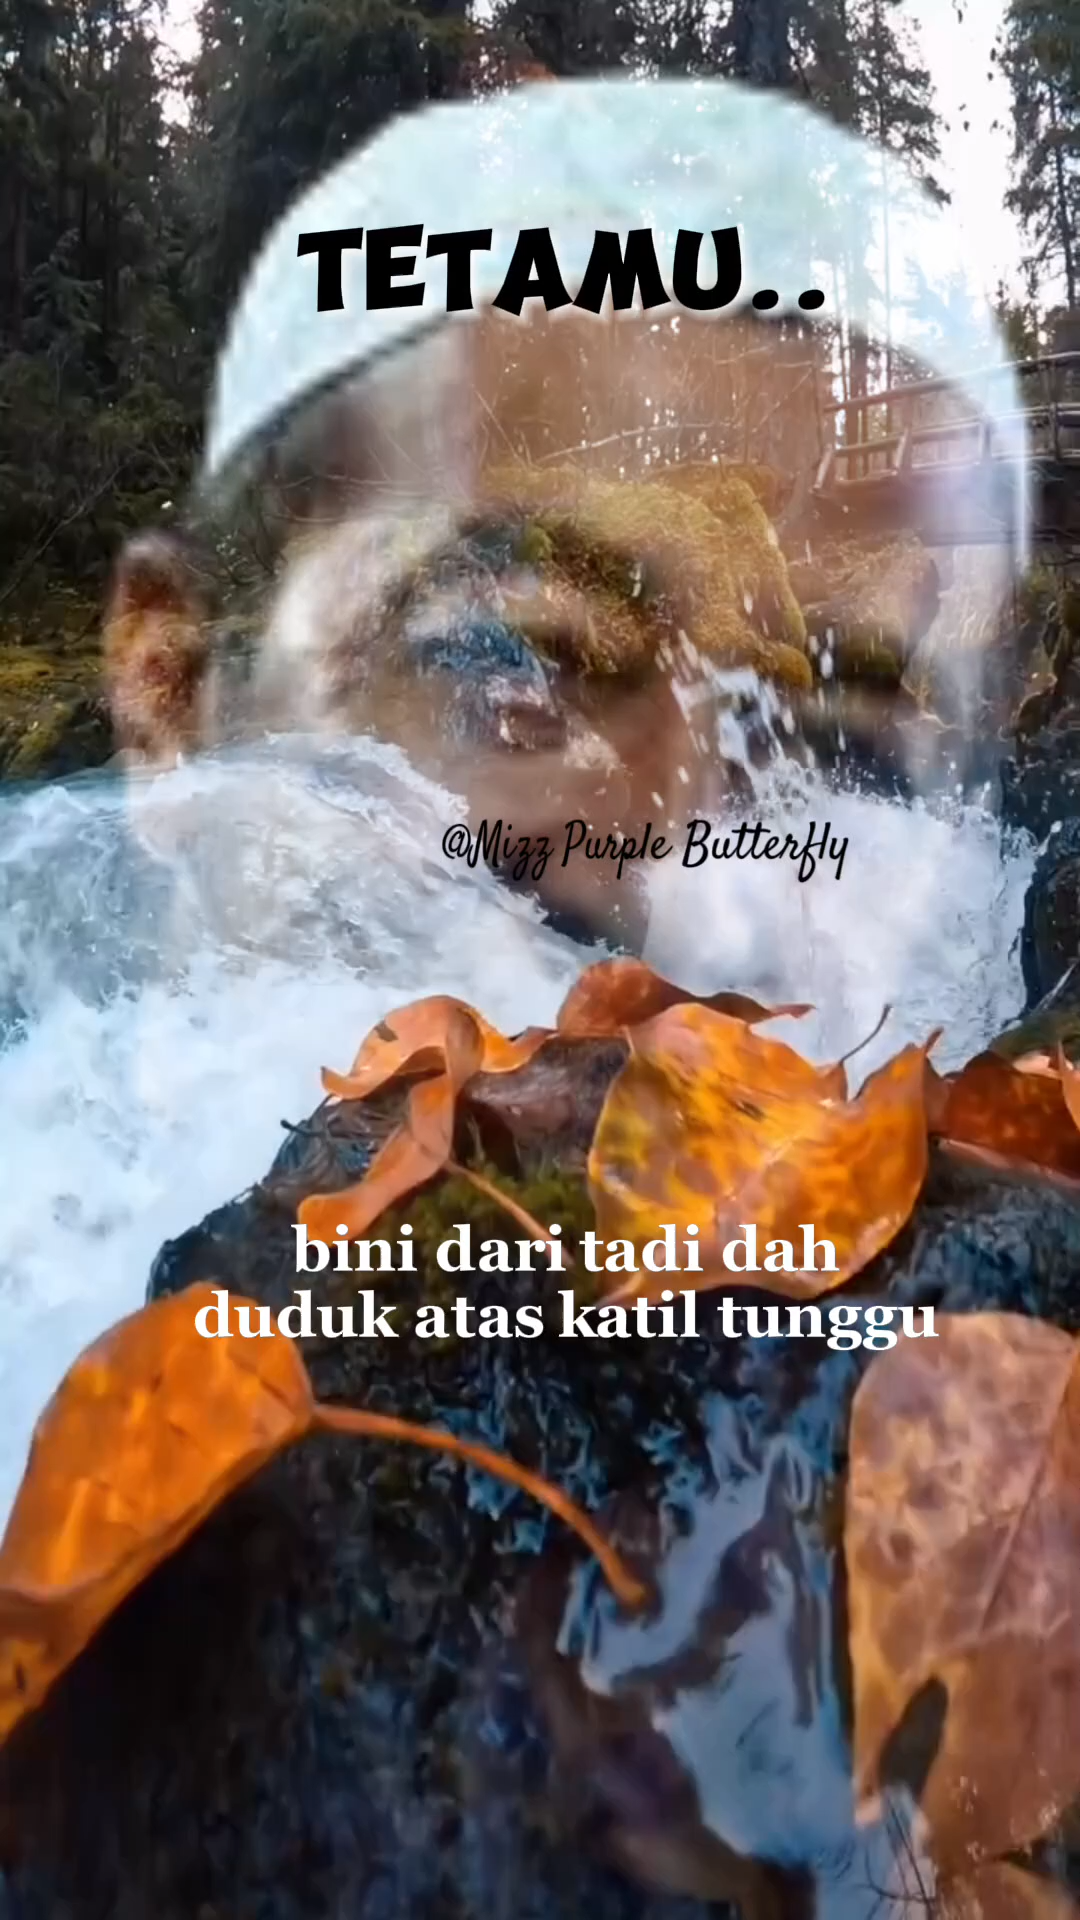 TETAMU..
@Mizz Purple Butterfly
bini dari tadi dah
duduk atas katil tunggu